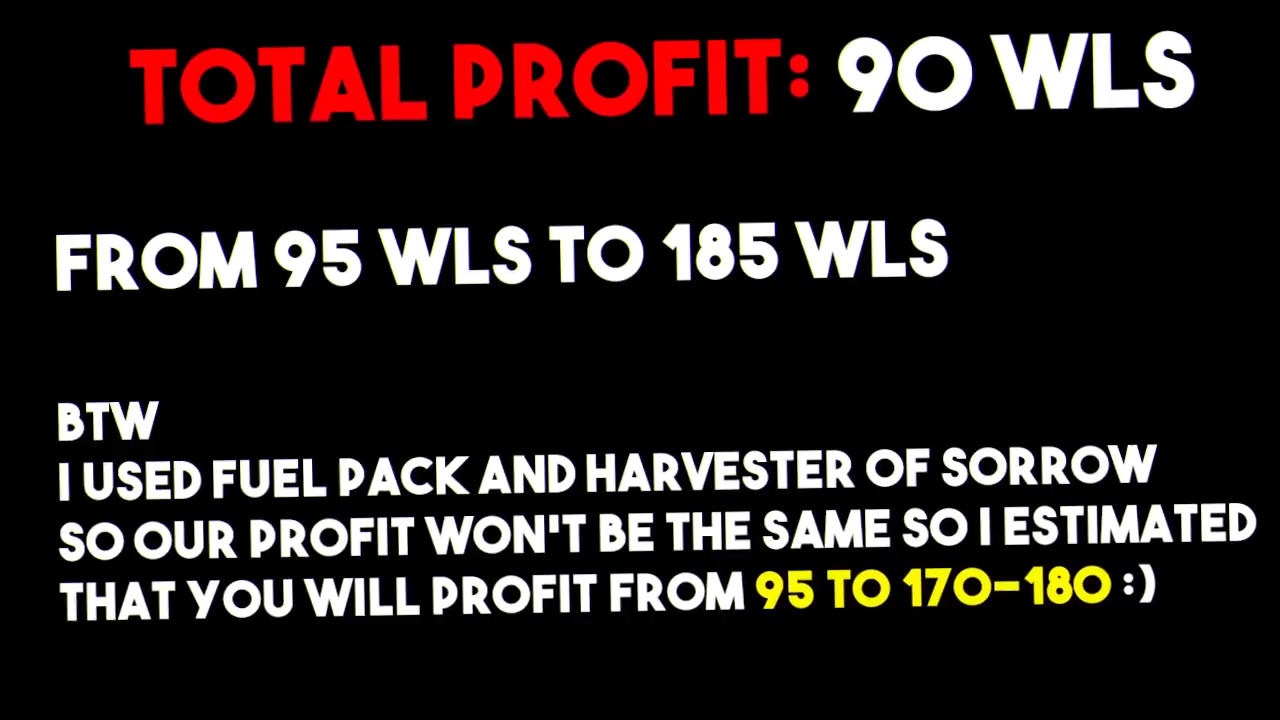 TOTAL PROFIT: 90 WLS
FROM 95 WLS TO 185 WLS
BTW
I USED FUEL PACK AND HARVESTER OF SORROW
SO OUR PROFIT WON'T BE THE SAME SO I ESTIMATED
THAT YOU WILL PROFIT FROM 95 TO 170-180 :)